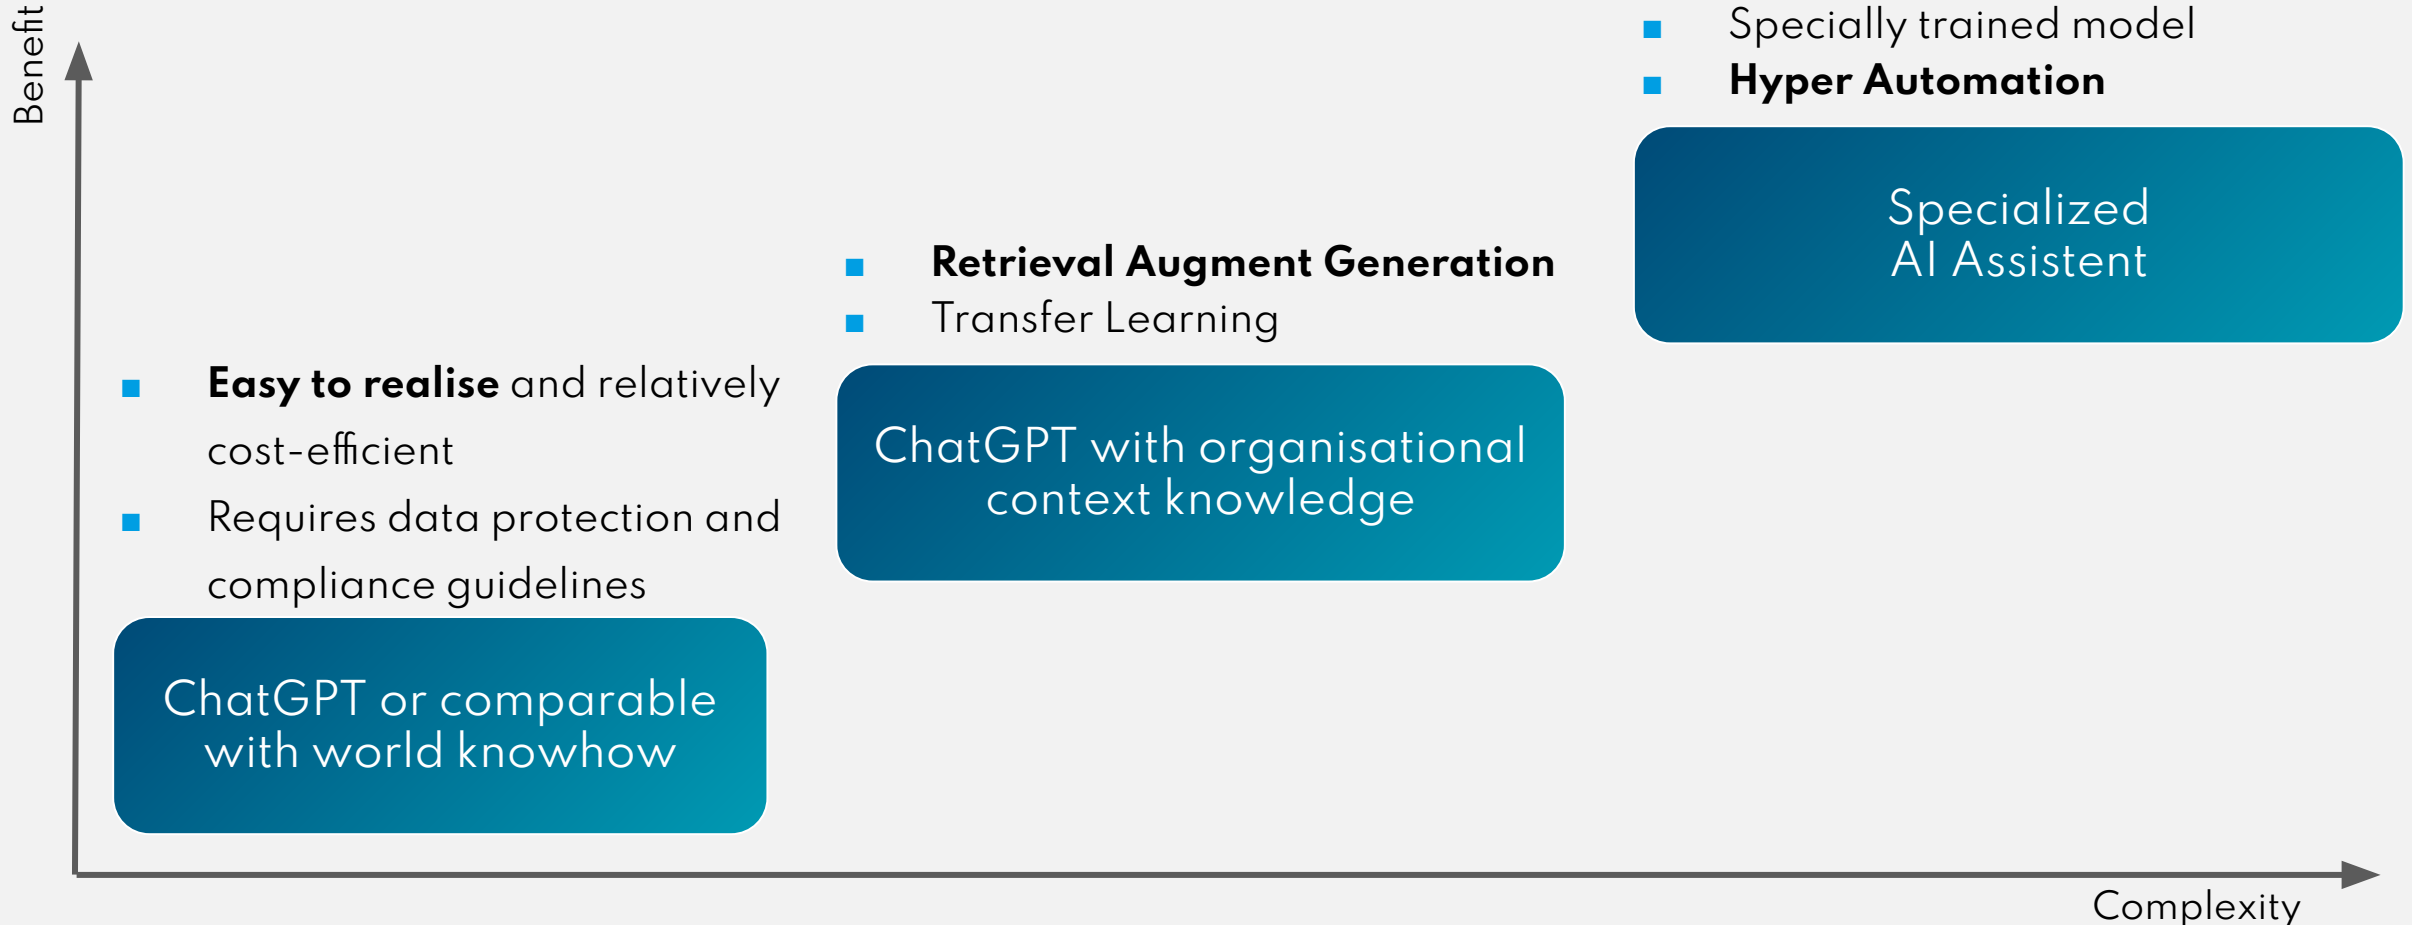 Benefit
Specially trained model
Hyper Automation
Specialized
AI Assistent
Retrieval Augment Generation
Transfer Learning
ChatGPT with organisational
context knowledge
Easy to realise and relatively
cost-efficient
Requires data protection and
compliance guidelines
ChatGPT or comparable
with world knowhow
Complexity